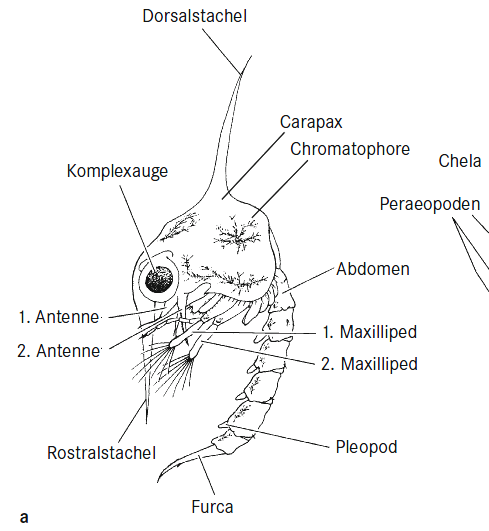 Dorsalstachel
Carapax
Chromatophore
Chela
Komplexauge
Peraeopoden
Abdomen
1. Antenne
1. Maxilliped
2. Antenne
2. Maxilliped
Pleopod
Rostralstachel
Furca
a